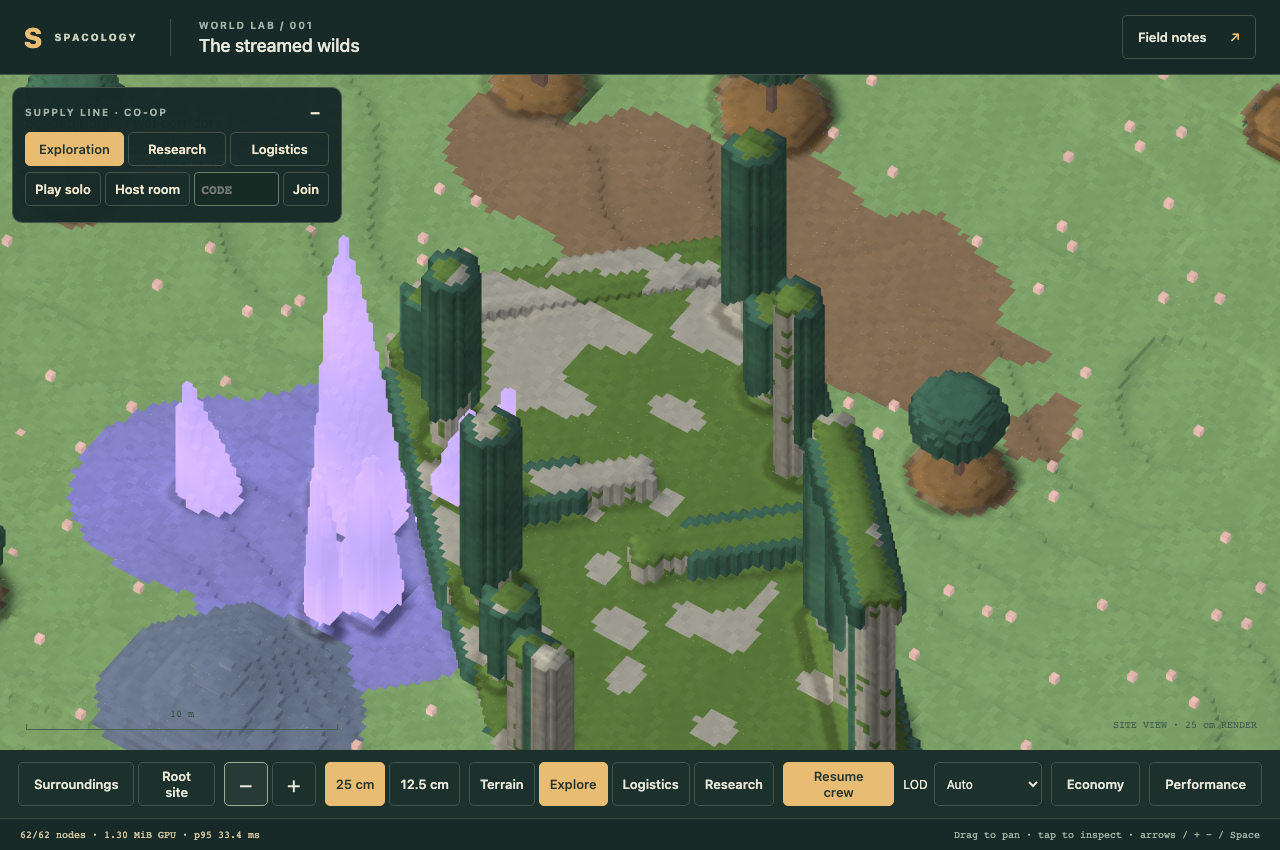 S SPACOLOGY
WORLD LAB / 001
The streamed wilds
Field notes ↗
SUPPLY LINE · CO-OP −
Exploration Research Logistics
Play solo Host room CODE Join
10 m
SITE VIEW · 25 cm RENDER
Surroundings Root site − + 25 cm 12.5 cm Terrain Explore Logistics Research Resume crew LOD Auto Economy Performance
62/62 nodes · 1.30 MiB GPU · p95 33.4 ms
Drag to pan · tap to inspect · arrows / + − / Space